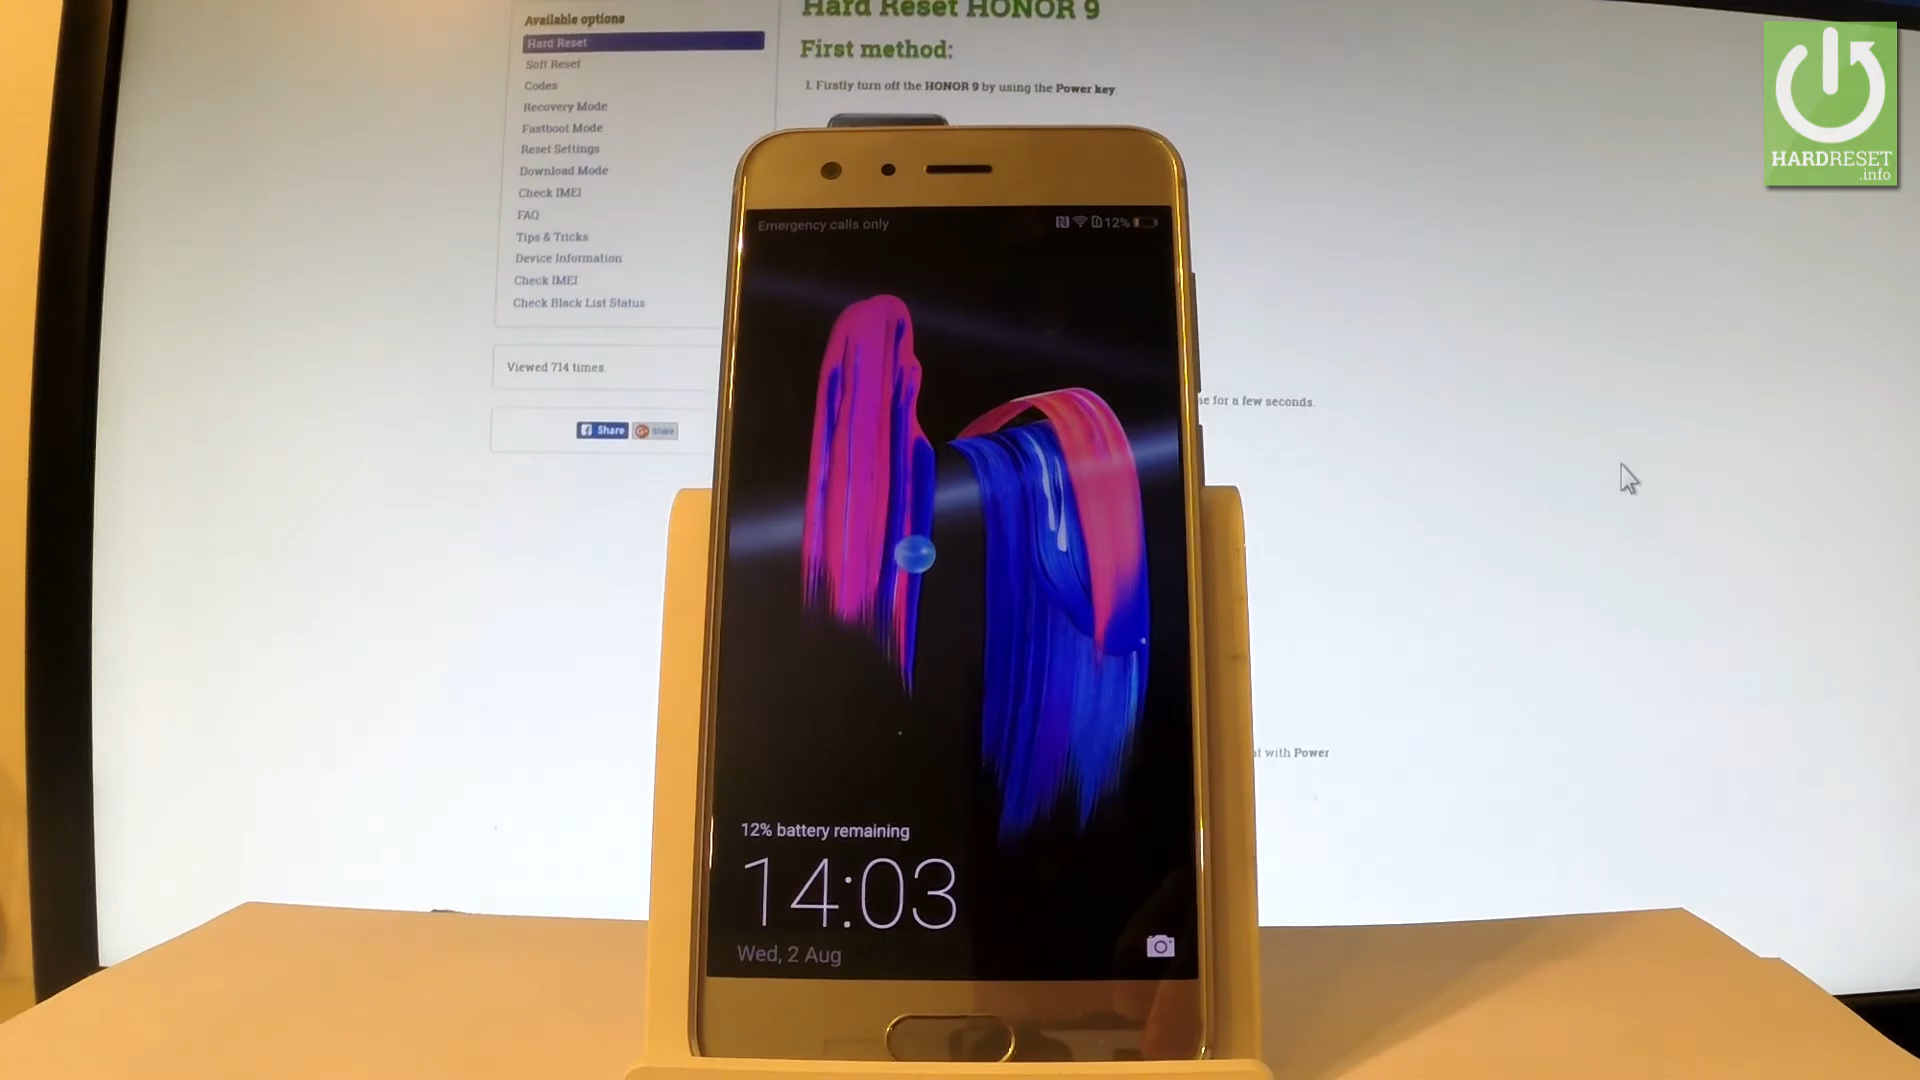 Available options
Hard Reset
Soft Reset
Codes
Recovery Mode
Fastboot Mode
Reset Settings
Download Mode
Check IMEI
FAQ
Tips & Tricks
Device Information
Check IMEI
Check Black List Status
Viewed 714 times.
Share
Share
Hard Reset HONOR 9
First method:
1. Firstly turn off the HONOR 9 by using the Power key
for a few seconds.
with Power
Emergency calls only
12%
12% battery remaining
14:03
Wed, 2 Aug
HARDRESET
.info